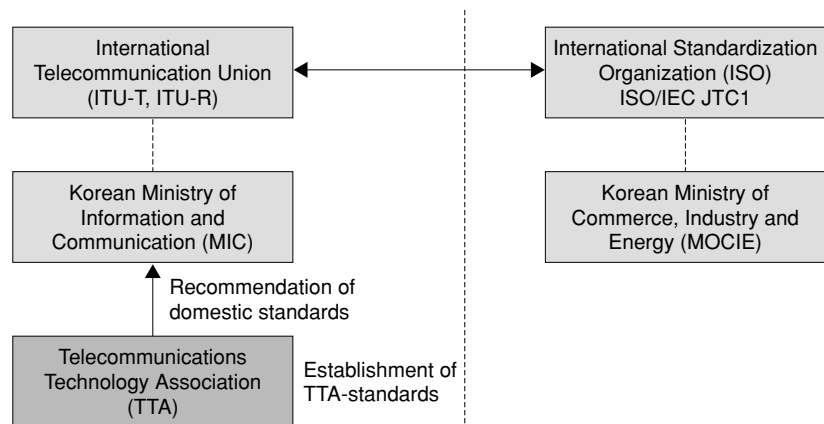 International
Telecommunication Union
(ITU-T, ITU-R)
International Standardization
Organization (ISO)
ISO/IEC JTC1
Korean Ministry of
Information and
Communication (MIC)
Korean Ministry of
Commerce, Industry and
Energy (MOCIE)
Recommendation of
domestic standards
Telecommunications
Technology Association
(TTA)
Establishment of
TTA-standards